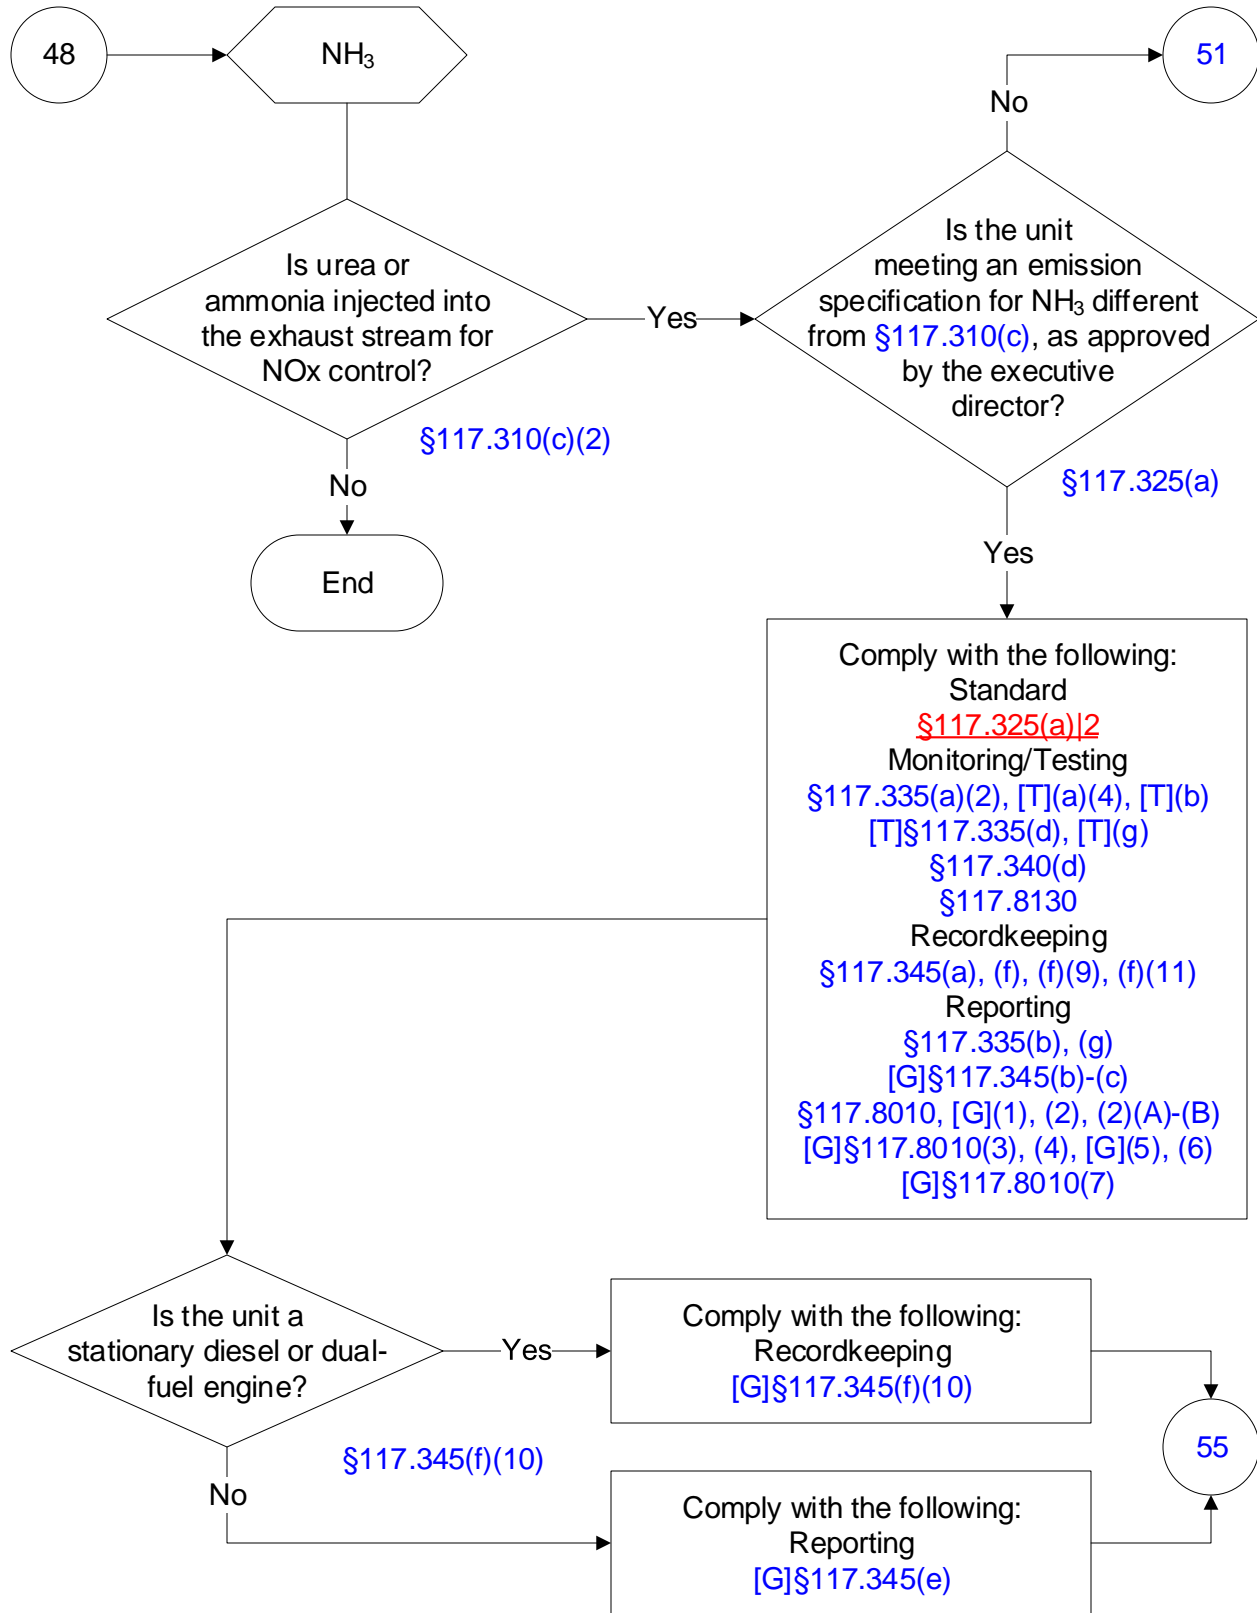 48
NH₃
51
No
Is urea or
ammonia injected into
the exhaust stream for
NOx control?
Yes
Is the unit
meeting an emission
specification for NH₃ different
from §117.310(c), as approved
by the executive
director?
§117.310(c)(2)
§117.325(a)
No
End
Yes
Comply with the following:
Standard
§117.325(a)|2
Monitoring/Testing
§117.335(a)(2), [T](a)(4), [T](b)
[T]§117.335(d), [T](g)
§117.340(d)
§117.8130
Recordkeeping
§117.345(a), (f), (f)(9), (f)(11)
Reporting
§117.335(b), (g)
[G]§117.345(b)-(c)
§117.8010, [G](1), (2), (2)(A)-(B)
[G]§117.8010(3), (4), [G](5), (6)
[G]§117.8010(7)
Is the unit a
stationary diesel or dual-
fuel engine?
Yes
Comply with the following:
Recordkeeping
[G]§117.345(f)(10)
§117.345(f)(10)
55
No
Comply with the following:
Reporting
[G]§117.345(e)